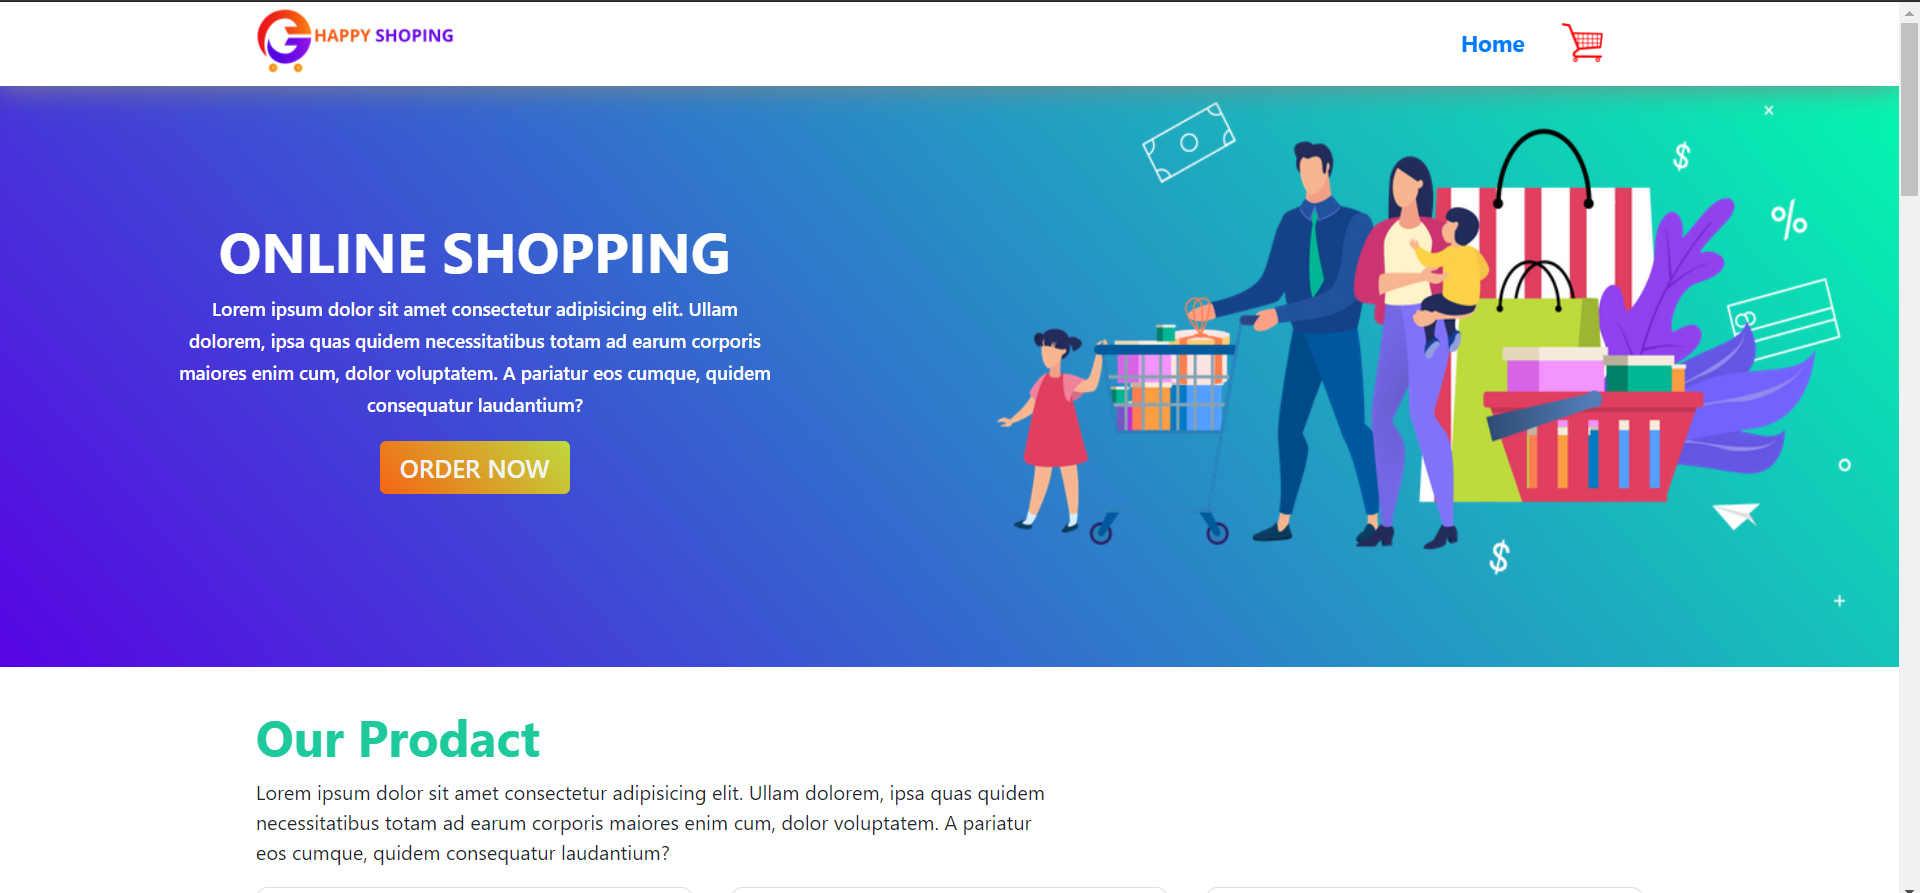 HAPPY SHOPING
Home
ONLINE SHOPPING
Lorem ipsum dolor sit amet consectetur adipisicing elit. Ullam
dolorem, ipsa quas quidem necessitatibus totam ad earum corporis
maiores enim cum, dolor voluptatem. A pariatur eos cumque, quidem
consequatur laudantium?
ORDER NOW
$
%
$
Our Prodact
Lorem ipsum dolor sit amet consectetur adipisicing elit. Ullam dolorem, ipsa quas quidem
necessitatibus totam ad earum corporis maiores enim cum, dolor voluptatem. A pariatur
eos cumque, quidem consequatur laudantium?